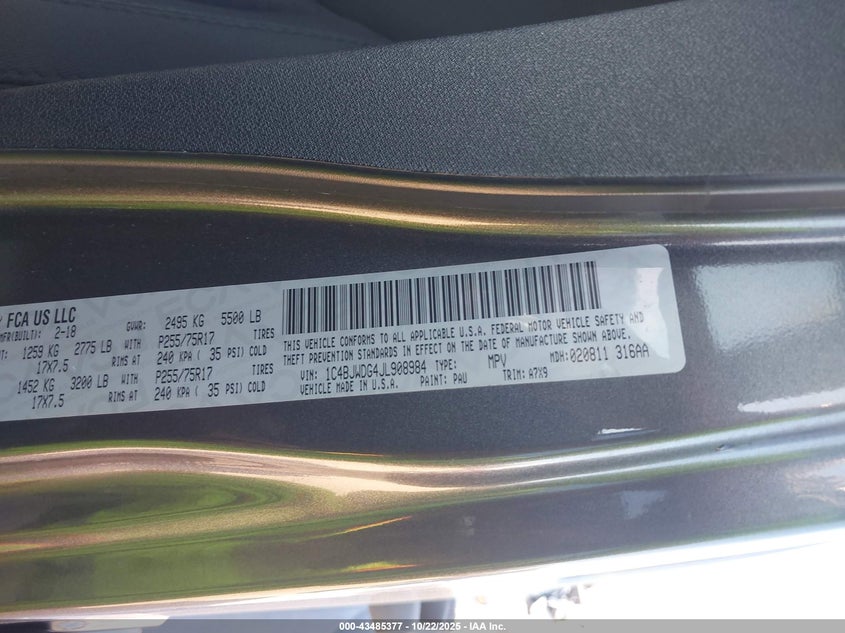 FCA US LLC
MFR(BUILT): 2-18 GVWR: 2495 KG 5500 LB
1259 KG 2775 LB P255/75R17 TIRES
17X7.5 RIMS AT 240 KPA ( 35 PSI) COLD
1452 KG 3200 LB P255/75R17 TIRES
17X7.5 RIMS AT 240 KPA ( 35 PSI) COLD
THIS VEHICLE CONFORMS TO ALL APPLICABLE U.S.A. FEDERAL MOTOR VEHICLE SAFETY AND
THEFT PREVENTION STANDARDS IN EFFECT ON THE DATE OF MANUFACTURE SHOWN ABOVE.
VIN: 1C4BJWDG4JL908984 TYPE: MPV MDH: 020811 316AA
VEHICLE MADE IN U.S.A. PAINT: PAU TRIM: A7X9
000-43485377 - 10/22/2025 - IAA Inc.